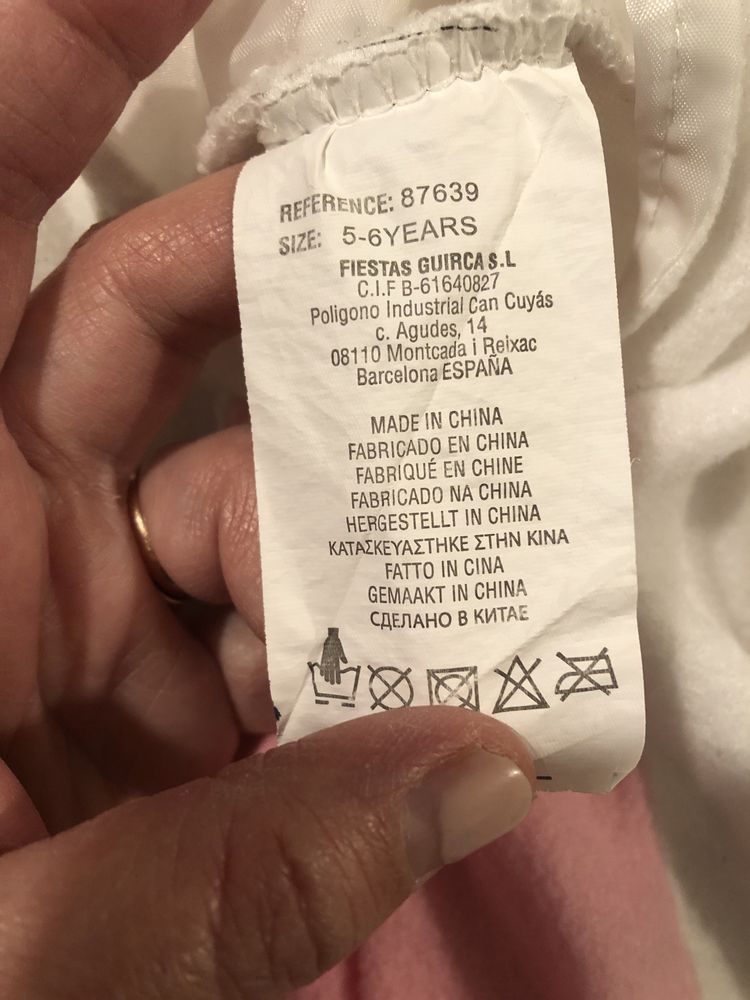 REFERENCE: 87639
SIZE: 5-6YEARS
FIESTAS GUIRCA S.L
C.I.F B-61640827
Poligono Industrial Can Cuyás
c. Agudes, 14
08110 Montcada i Reixac
Barcelona ESPAÑA
MADE IN CHINA
FABRICADO EN CHINA
FABRIQUÉ EN CHINE
FABRICADO NA CHINA
HERGESTELLT IN CHINA
ΚΑΤΑΣΚΕΥΑΣΤΗΚΕ ΣΤΗΝ ΚΙΝΑ
FATTO IN CINA
GEMAAKT IN CHINA
СДЕЛАНО В КИТАЕ